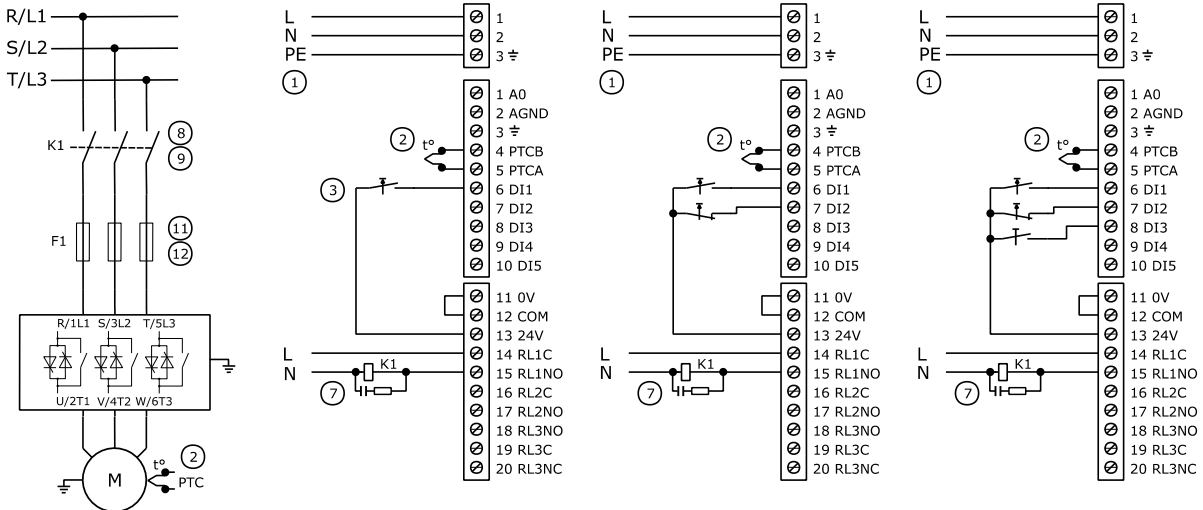 R/L1
S/L2
T/L3
K1
8
9
F1
11
12
R/1L1 S/3L2 T/5L3
U/2T1 V/4T2 W/6T3
M
t°
2
PTC
L
N
PE
1
1
2
3
1 A0
2 AGND
3
4 PTCB
5 PTCA
6 DI1
7 DI2
8 DI3
9 DI4
10 DI5
2
t°
3
11 0V
12 COM
13 24V
14 RL1C
15 RL1NO
16 RL2C
17 RL2NO
18 RL3NO
19 RL3C
20 RL3NC
L
N
K1
7
L
N
PE
1
1
2
3
1 A0
2 AGND
3
4 PTCB
5 PTCA
6 DI1
7 DI2
8 DI3
9 DI4
10 DI5
2
t°
11 0V
12 COM
13 24V
14 RL1C
15 RL1NO
16 RL2C
17 RL2NO
18 RL3NO
19 RL3C
20 RL3NC
L
N
K1
7
L
N
PE
1
1
2
3
1 A0
2 AGND
3
4 PTCB
5 PTCA
6 DI1
7 DI2
8 DI3
9 DI4
10 DI5
2
t°
11 0V
12 COM
13 24V
14 RL1C
15 RL1NO
16 RL2C
17 RL2NO
18 RL3NO
19 RL3C
20 RL3NC
L
N
K1
7